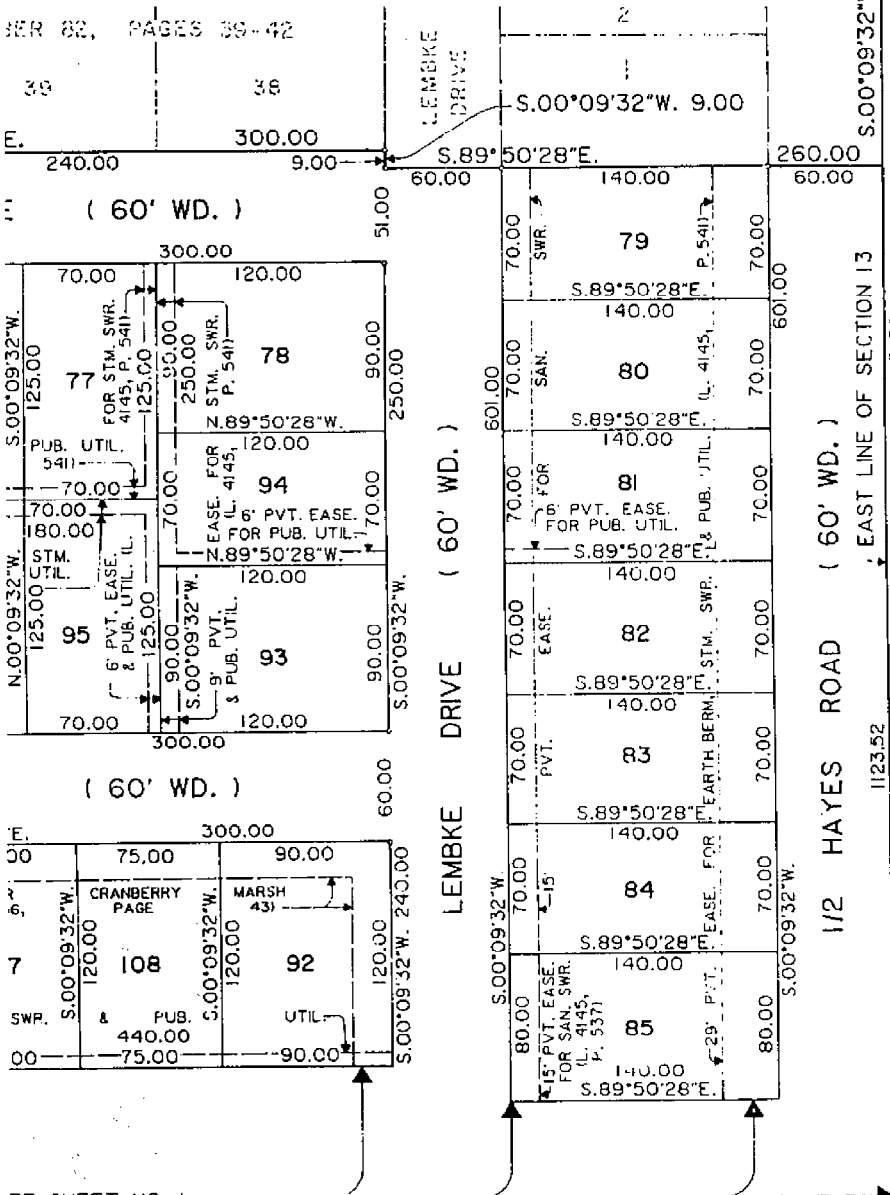 BER 82, PAGES 39-42
39
38
LEMBKE
DRIVE
2
1
S.00°09'32"W. 9.00
S.00°09'32"
E.
300.00
240.00
9.00
S.89°50'28"E.
260.00
60.00
140.00
60.00
( 60' WD. )
51.00
300.00
70.00
120.00
S.00°09'32"W.
125.00
77
FOR STM. SWR.
4145, P. 541)
125.00
90.00
250.00
STM. SWR.
P. 541)
78
90.00
250.00
N.89°50'28"W.
120.00
PUB. UTIL.
541)
70.00
70.00
70.00
EASE. FOR
(L. 4145,
94
6' PVT. EASE.
FOR PUB. UTIL.
70.00
N.89°50'28"W.
120.00
180.00
STM.
UTIL.
N.00°09'32"W.
125.00
95
6' PVT. EASE.
& PUB. UTIL. (L.
125.00
90.00
S.00°09'32"W.
9' PVT.
& PUB. UTIL.
93
90.00
S.00°09'32"W.
70.00
120.00
300.00
( 60' WD. )
60.00
E.
300.00
00
75.00
90.00
6,
S.00°09'32"W.
CRANBERRY
PAGE
S.00°09'32"W.
MARSH
43)
7
120.00
108
120.00
92
120.00
S.00°09'32"W. 240.00
SWR.
& PUB.
UTIL.
440.00
00
75.00
90.00
LEMBKE DRIVE ( 60' WD. )
601.00
S.00°09'32"W.
70.00
SWR.
79
P. 541)
70.00
S.89°50'28"E.
140.00
601.00
70.00
SAN.
80
(L. 4145,
70.00
S.89°50'28"E.
140.00
70.00
FOR
81
& PUB. UTIL.
70.00
6' PVT. EASE.
FOR PUB. UTIL.
S.89°50'28"E.
140.00
70.00
EASE.
82
STM. SWR.
70.00
S.89°50'28"E.
140.00
70.00
PVT.
83
EARTH BERM,
70.00
S.89°50'28"E.
140.00
70.00
15'
84
EASE. FOR
70.00
S.89°50'28"E.
140.00
80.00
15' PVT. EASE.
FOR SAN. SWR.
(L. 4145,
P. 537)
85
29' PVT.
80.00
140.00
S.89°50'28"E.
S.00°09'32"W.
1/2 HAYES ROAD ( 60' WD. )
EAST LINE OF SECTION 13
1123.52